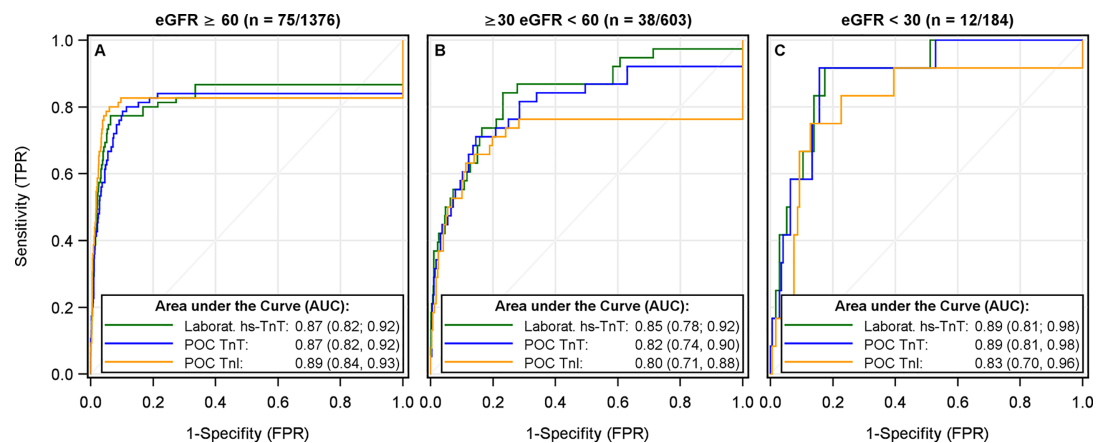 eGFR ≥ 60 (n = 75/1376)
≥30 eGFR < 60 (n = 38/603)
eGFR < 30 (n = 12/184)
Sensitivity (TPR)
1.0
0.8
0.6
0.4
0.2
0.0
A
Area under the Curve (AUC):
Laborat. hs-TnT: 0.87 (0.82; 0.92)
POC TnT: 0.87 (0.82, 0.92)
POC TnI: 0.89 (0.84, 0.93)
0.0 0.2 0.4 0.6 0.8 1.0
1-Specifity (FPR)
B
Area under the Curve (AUC):
Laborat. hs-TnT: 0.85 (0.78; 0.92)
POC TnT: 0.82 (0.74, 0.90)
POC TnI: 0.80 (0.71, 0.88)
0.0 0.2 0.4 0.6 0.8 1.0
1-Specifity (FPR)
C
Area under the Curve (AUC):
Laborat. hs-TnT: 0.89 (0.81; 0.98)
POC TnT: 0.89 (0.81, 0.98)
POC TnI: 0.83 (0.70, 0.96)
0.0 0.2 0.4 0.6 0.8 1.0
1-Specifity (FPR)